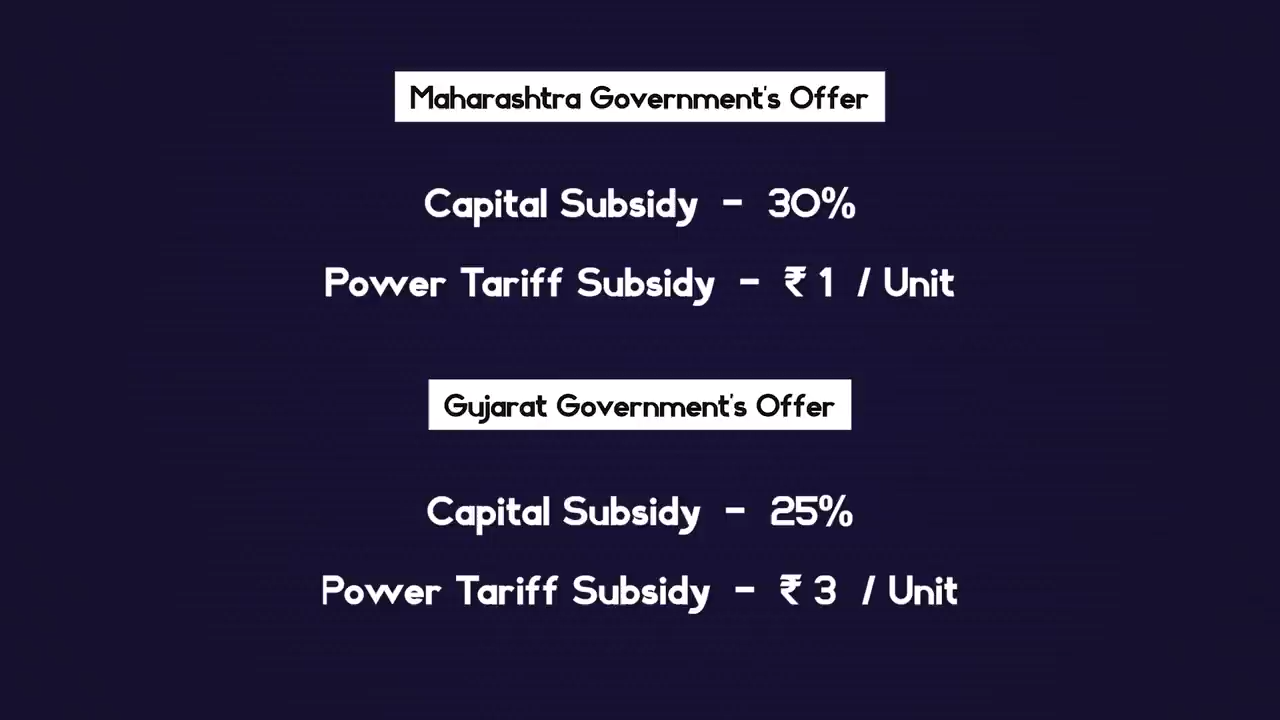 Maharashtra Government's Offer
Capital Subsidy - 30%
Power Tariff Subsidy - ₹ 1 / Unit
Gujarat Government's Offer
Capital Subsidy - 25%
Power Tariff Subsidy - ₹ 3 / Unit